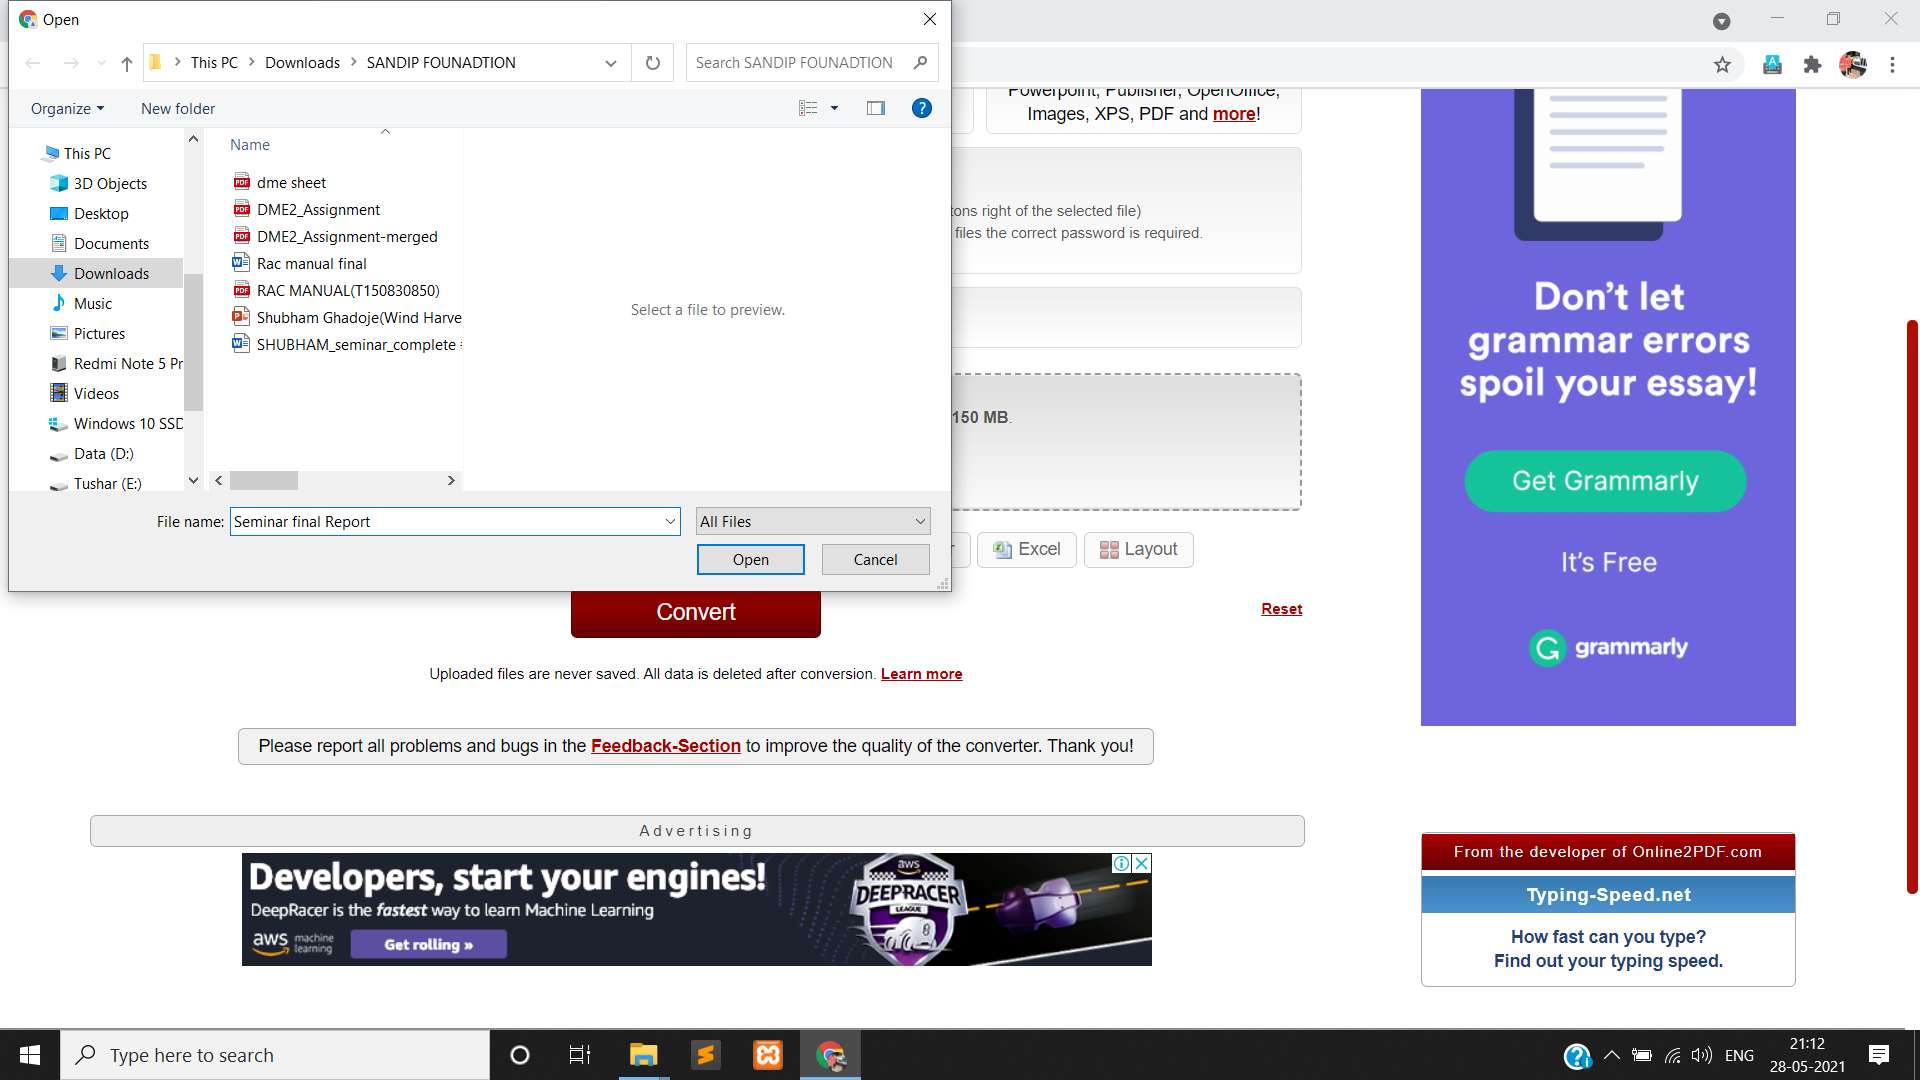 Open
This PC
Downloads
SANDIP FOUNADTION
Search SANDIP FOUNADTION
Organize
New folder
?
This PC
3D Objects
Desktop
Documents
Downloads
Music
Pictures
Redmi Note 5 Pr
Videos
Windows 10 SSD
Data (D:)
Tushar (E:)
Name
dme sheet
DME2_Assignment
DME2_Assignment-merged
Rac manual final
RAC MANUAL(T150830850)
Shubham Ghadoje(Wind Harve
SHUBHAM_seminar_complete
Select a file to preview.
File name:
Seminar final Report
All Files
Open
Cancel
Powerpoint, Publisher, OpenOffice,
Images, XPS, PDF and more!
tons right of the selected file)
files the correct password is required.
150 MB.
Excel
Layout
Convert
Reset
Uploaded files are never saved. All data is deleted after conversion. Learn more
Please report all problems and bugs in the Feedback-Section to improve the quality of the converter. Thank you!
Advertising
Developers, start your engines!
DeepRacer is the fastest way to learn Machine Learning
aws machine learning
Get rolling »
aws
DEEPRACER
LEAGUE
Don't let
grammar errors
spoil your essay!
Get Grammarly
It's Free
grammarly
From the developer of Online2PDF.com
Typing-Speed.net
How fast can you type?
Find out your typing speed.
Type here to search
ENG
21:12
28-05-2021